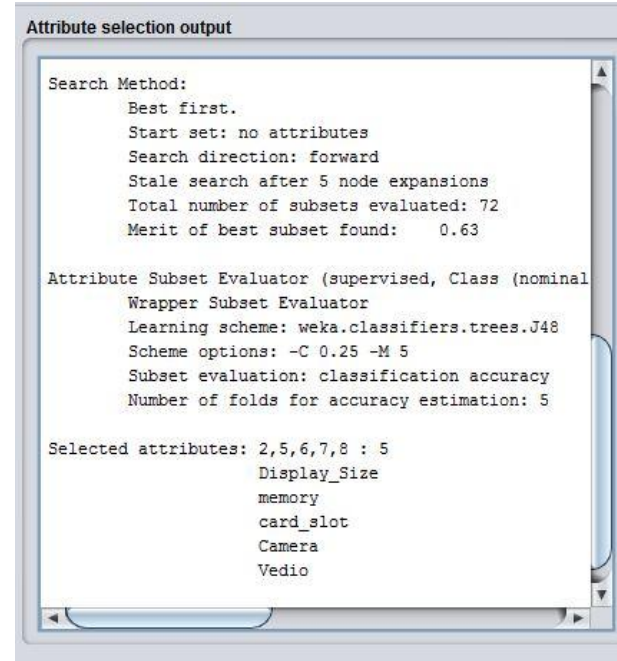 Attribute selection output
Search Method:
Best first.
Start set: no attributes
Search direction: forward
Stale search after 5 node expansions
Total number of subsets evaluated: 72
Merit of best subset found:    0.63
Attribute Subset Evaluator (supervised, Class (nominal
Wrapper Subset Evaluator
Learning scheme: weka.classifiers.trees.J48
Scheme options: -C 0.25 -M 5
Subset evaluation: classification accuracy
Number of folds for accuracy estimation: 5
Selected attributes: 2,5,6,7,8 : 5
Display_Size
memory
card_slot
Camera
Vedio